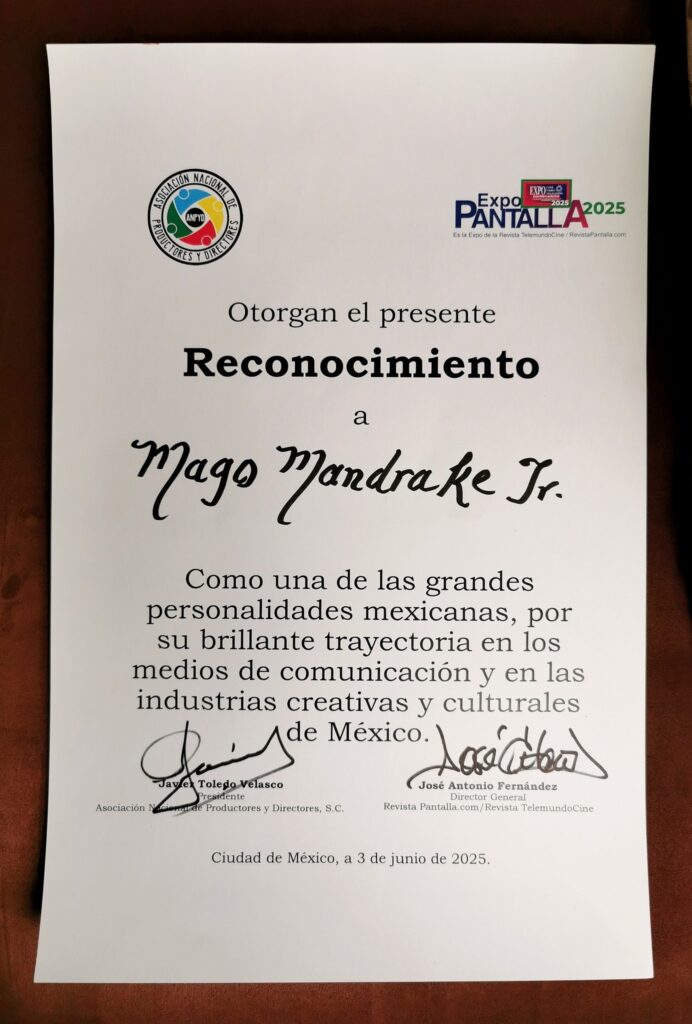 ASOCIACIÓN NACIONAL DE
PRODUCTORES Y DIRECTORES
ANPYD
Expo
EXPO
2025
PANTALLA 2025
Es la Expo de la Revista TelemundoCine / RevistaPantalla.com
Otorgan el presente
Reconocimiento
a
Mago Mandrake Jr.
Como una de las grandes
personalidades mexicanas, por
su brillante trayectoria en los
medios de comunicación y en las
industrias creativas y culturales
de México.
Javier Toledo Velasco
Presidente
Asociación Nacional de Productores y Directores, S.C.
José Antonio Fernández
Director General
Revista Pantalla.com/Revista TelemundoCine
Ciudad de México, a 3 de junio de 2025.